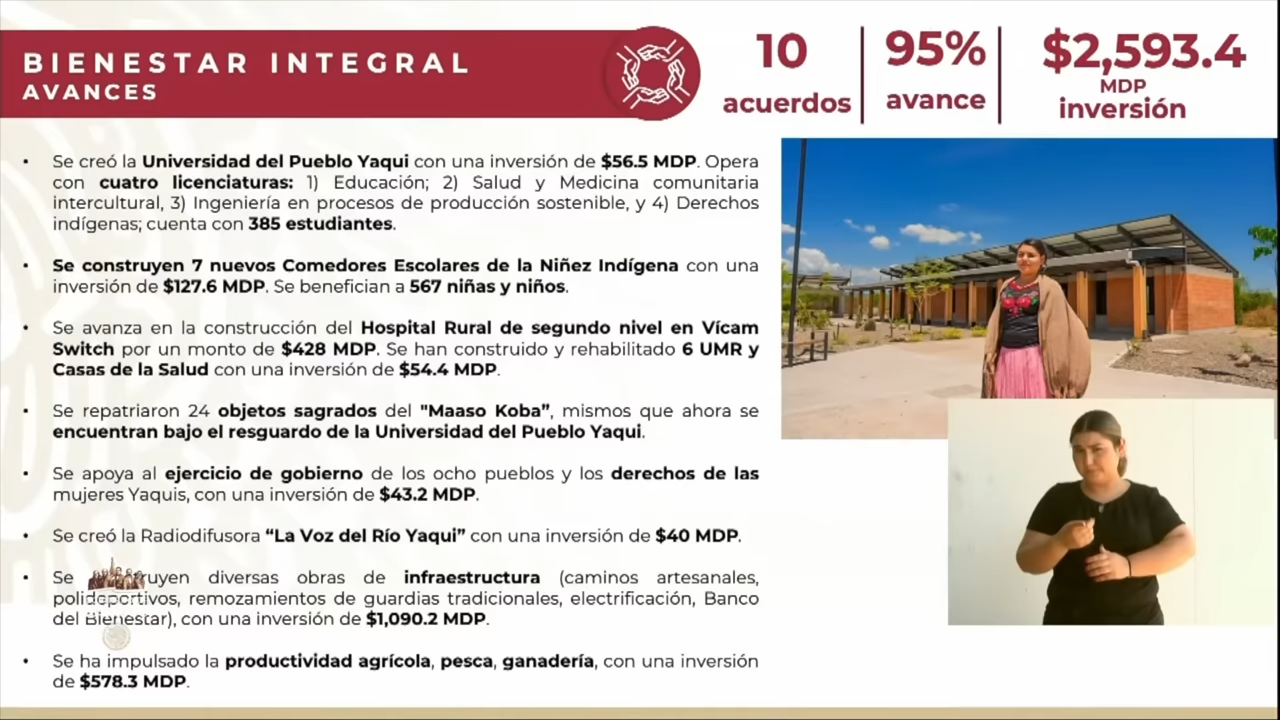 BIENESTAR INTEGRAL
AVANCES
10
acuerdos
95%
avance
$2,593.4
MDP
inversión
• Se creó la Universidad del Pueblo Yaqui con una inversión de $56.5 MDP. Opera
con cuatro licenciaturas: 1) Educación; 2) Salud y Medicina comunitaria
intercultural, 3) Ingeniería en procesos de producción sostenible, y 4) Derechos
indígenas; cuenta con 385 estudiantes.
• Se construyen 7 nuevos Comedores Escolares de la Niñez Indígena con una
inversión de $127.6 MDP. Se benefician a 567 niñas y niños.
• Se avanza en la construcción del Hospital Rural de segundo nivel en Vícam
Switch por un monto de $428 MDP. Se han construido y rehabilitado 6 UMR y
Casas de la Salud con una inversión de $54.4 MDP.
• Se repatriaron 24 objetos sagrados del "Maaso Koba”, mismos que ahora se
encuentran bajo el resguardo de la Universidad del Pueblo Yaqui.
• Se apoya al ejercicio de gobierno de los ocho pueblos y los derechos de las
mujeres Yaquis, con una inversión de $43.2 MDP.
• Se creó la Radiodifusora “La Voz del Río Yaqui” con una inversión de $40 MDP.
• Se construyen diversas obras de infraestructura (caminos artesanales,
polideportivos, remozamientos de guardias tradicionales, electrificación, Banco
del Bienestar), con una inversión de $1,090.2 MDP.
• Se ha impulsado la productividad agrícola, pesca, ganadería, con una inversión
de $578.3 MDP.